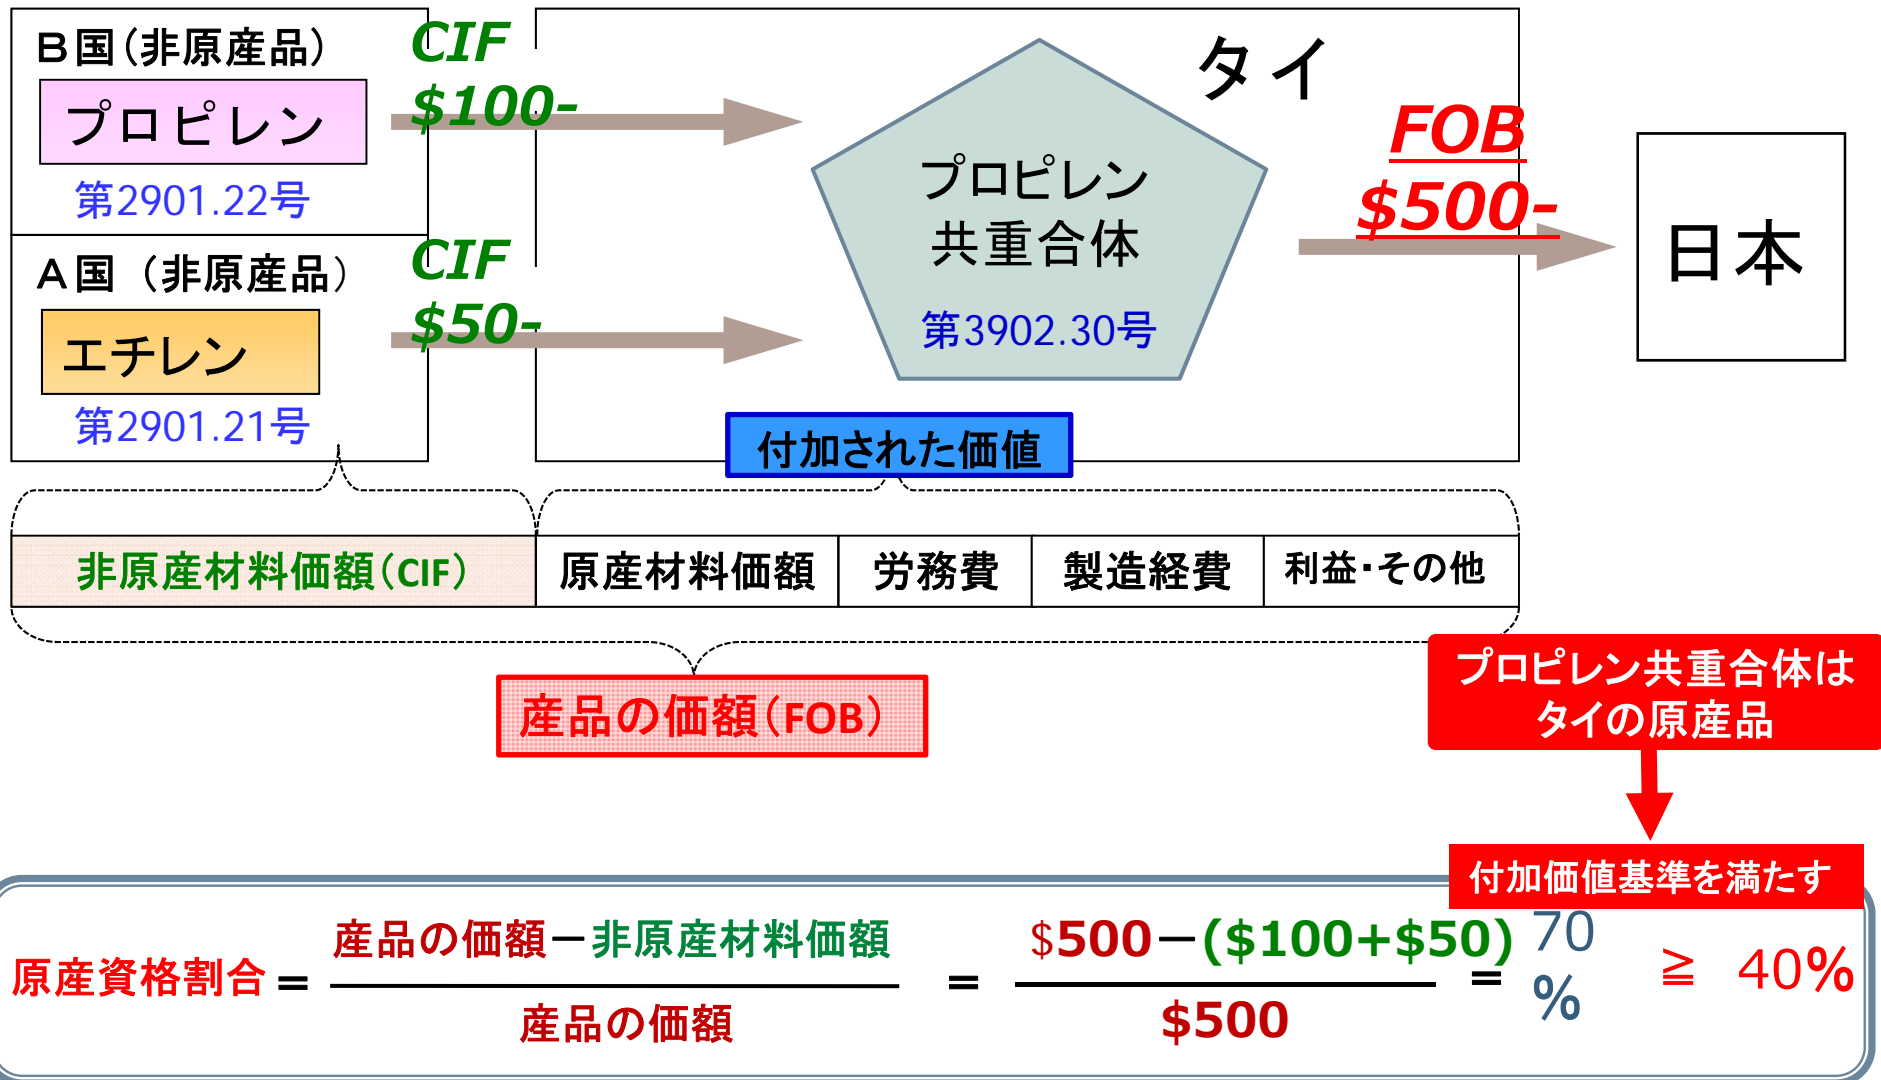 B国（非原産品）
プロピレン
第2901.22号
CIF
$100-
A国（非原産品）
エチレン
第2901.21号
CIF
$50-
タイ
プロピレン
共重合体
第3902.30号
FOB
$500-
日本
付加された価値
非原産材料価額（CIF）
原産材料価額
労務費
製造経費
利益・その他
産品の価額（FOB）
プロピレン共重合体は
タイの原産品
付加価値基準を満たす
原産資格割合＝
産品の価額－非原産材料価額
産品の価額
＝
$500－($100+$50)
$500
＝
70
%
≧ 40%